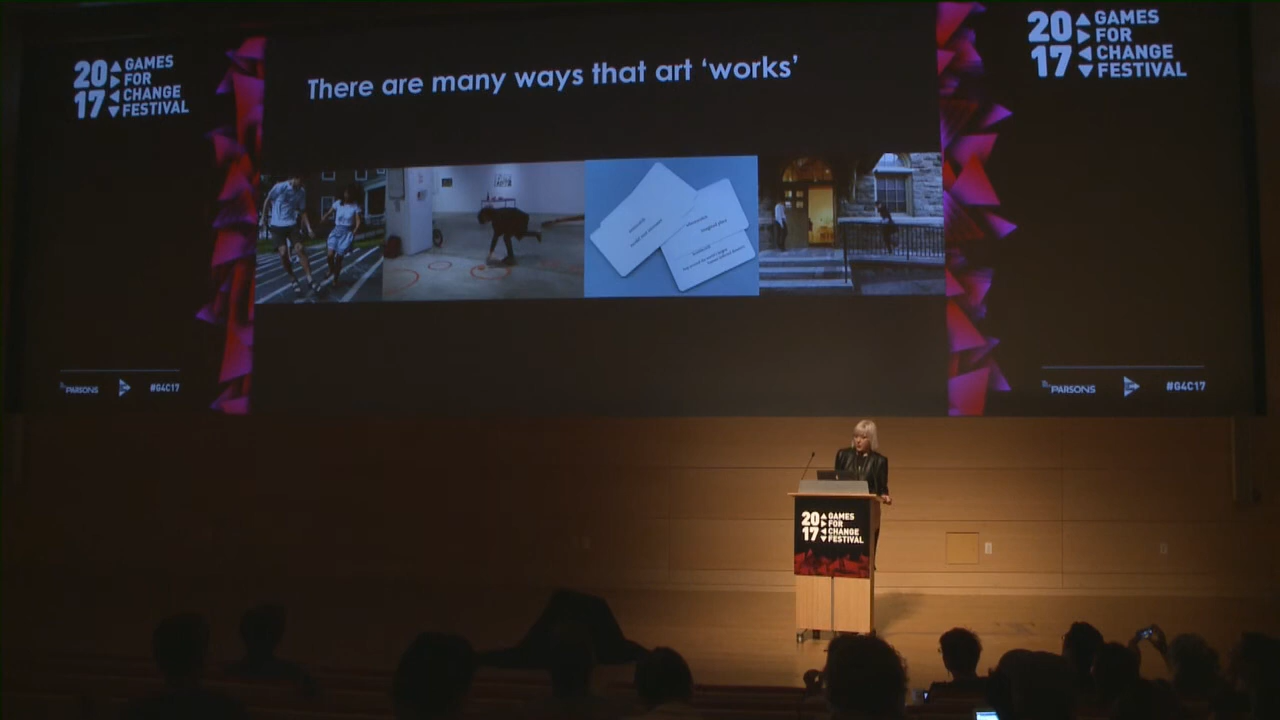 20 GAMES
FOR
17 CHANGE
FESTIVAL
There are many ways that art ‘works’
20 GAMES
FOR
17 CHANGE
FESTIVAL
PARSONS
#G4C17
PARSONS
#G4C17
20 GAMES
FOR
17 CHANGE
FESTIVAL